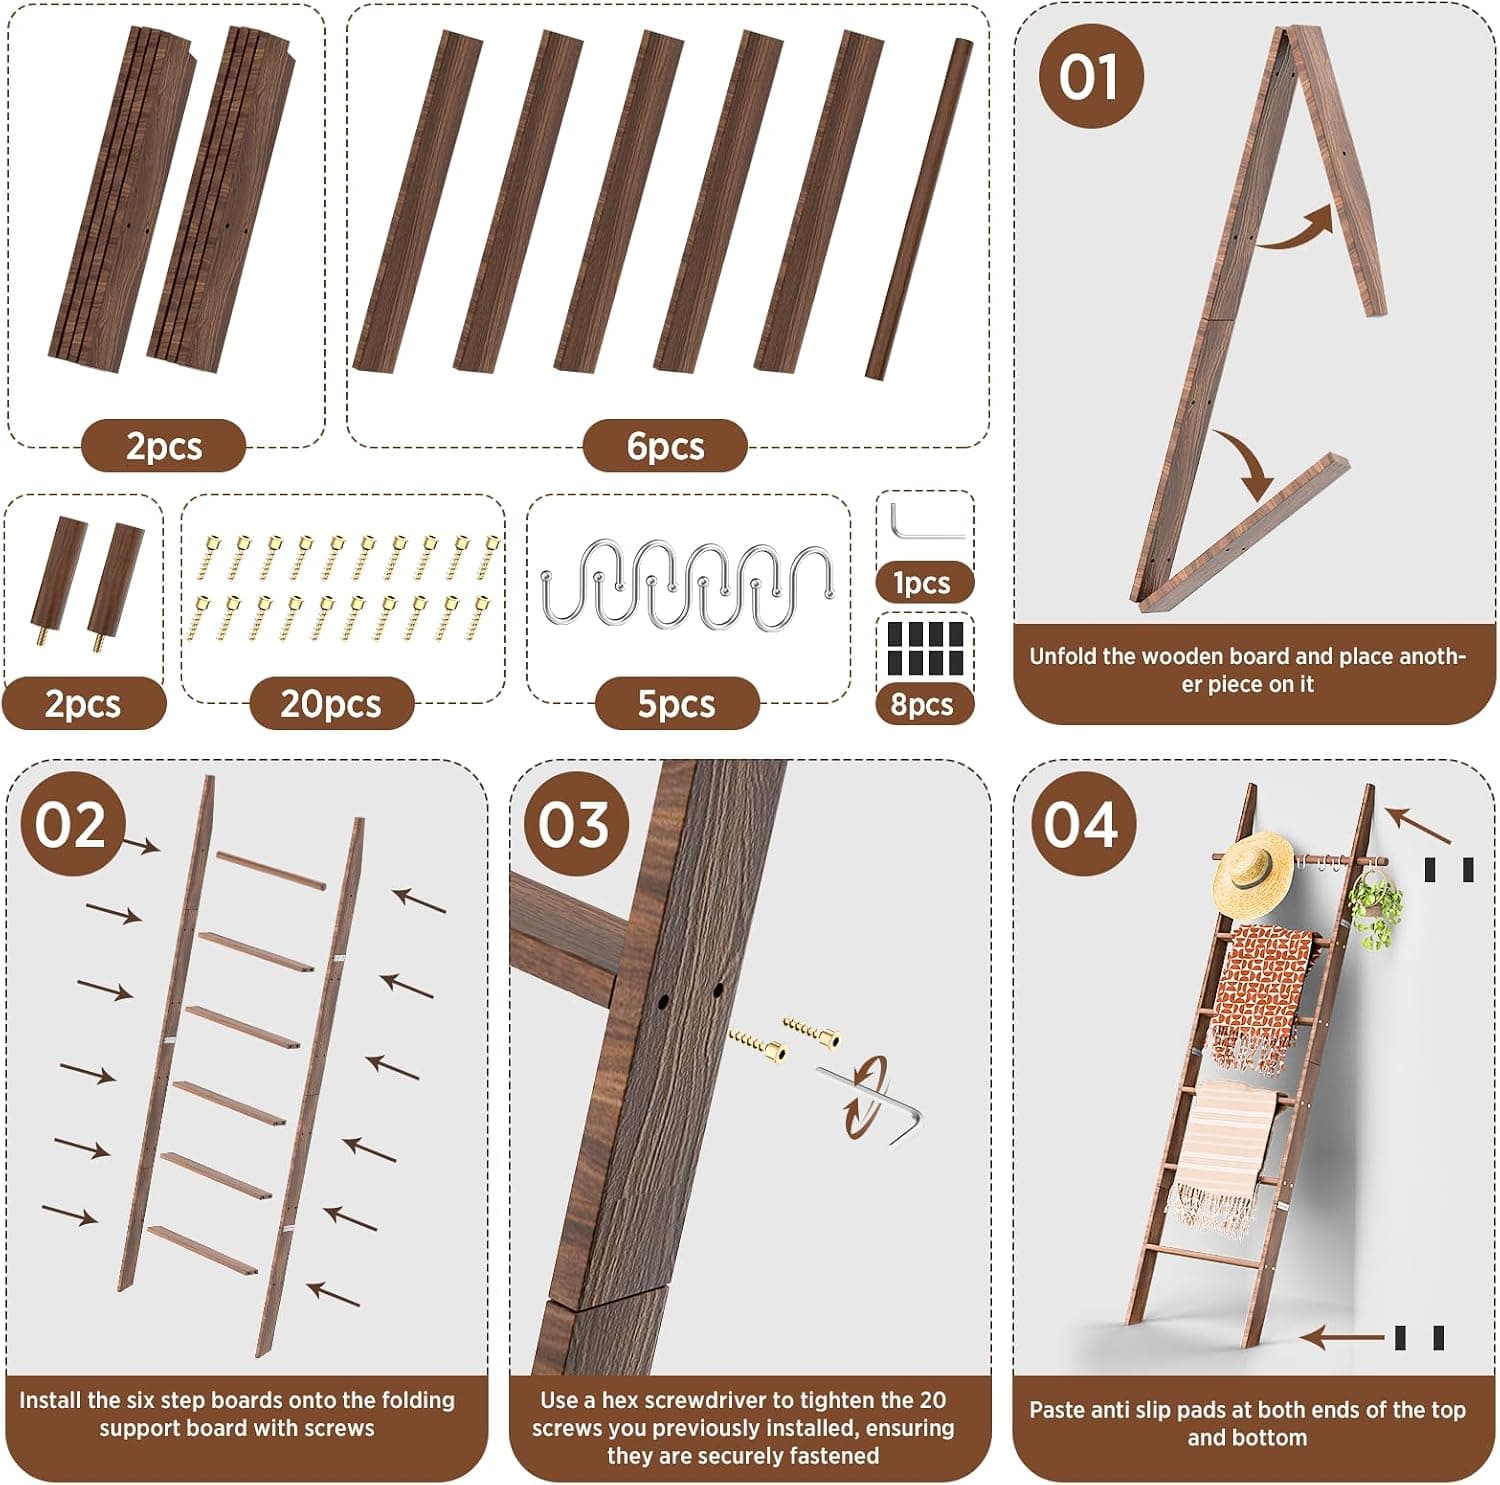 2pcs
6pcs
2pcs
20pcs
5pcs
1pcs
8pcs
01
Unfold the wooden board and place anoth-
er piece on it
02
Install the six step boards onto the folding
support board with screws
03
Use a hex screwdriver to tighten the 20
screws you previously installed, ensuring
they are securely fastened
04
Paste anti slip pads at both ends of the top
and bottom